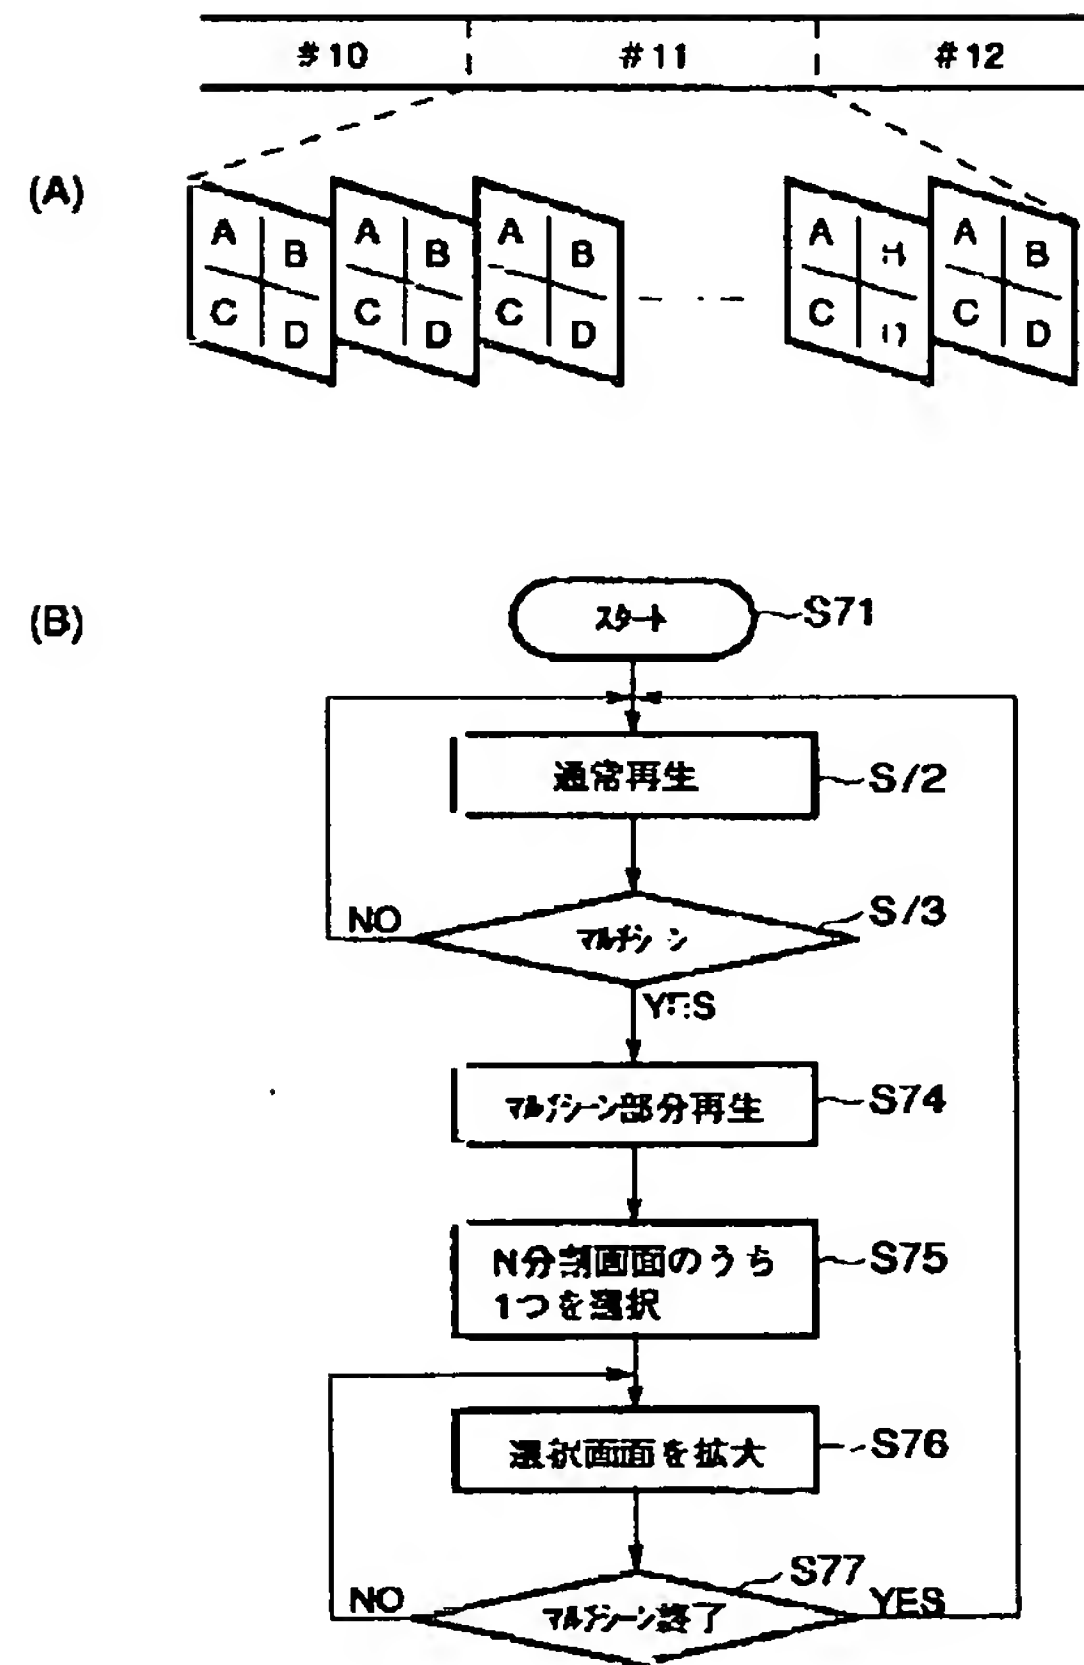 #10 #11 #12
(A)
A B A B A B A A B
C D C D C D C C D
(B)
スタート S71
通常再生 S72
NO マルチシーン S73
YES
マルチシーン部分再生 S74
N分割画面のうち S75
1つを選択
選択画面を拡大 S76
S77
NO マルチシーン終了 YES